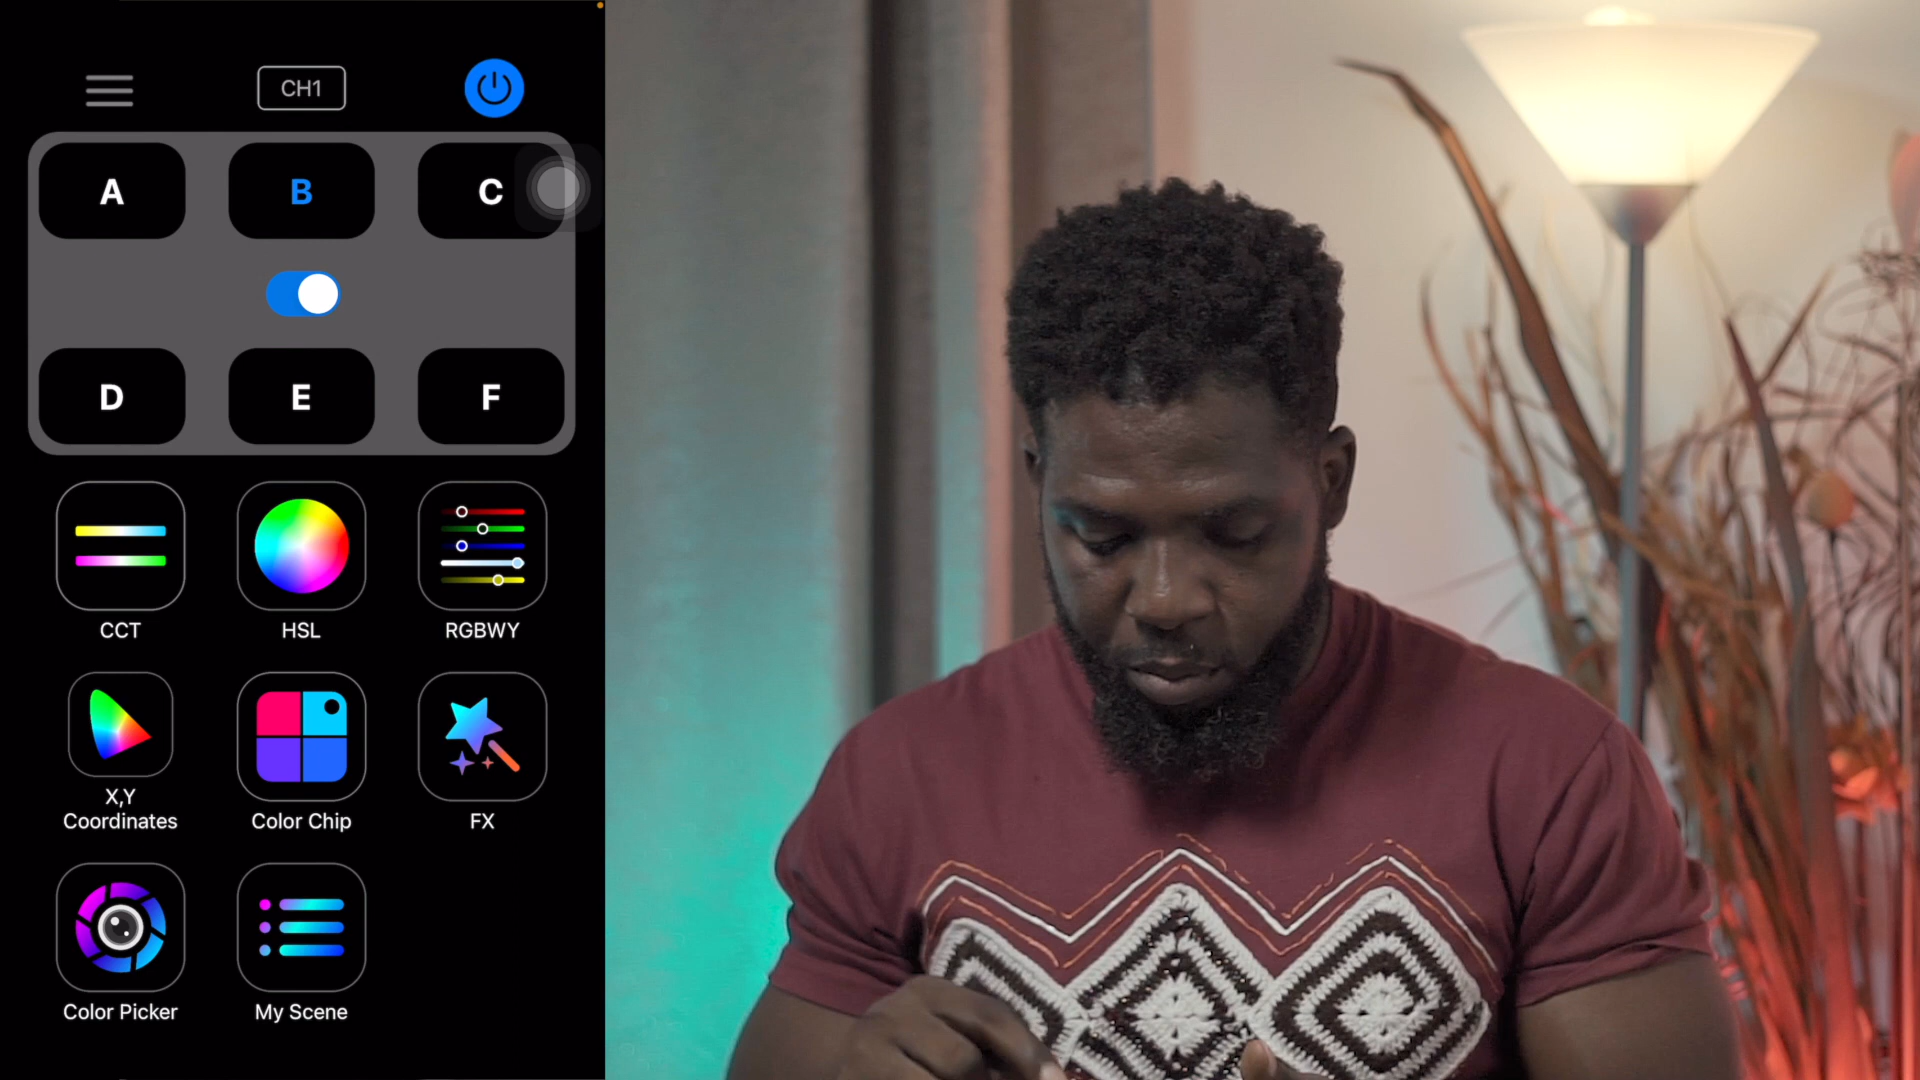 CH1
A B C
D E F
CCT HSL RGBWY
X,Y
Coordinates Color Chip FX
Color Picker My Scene